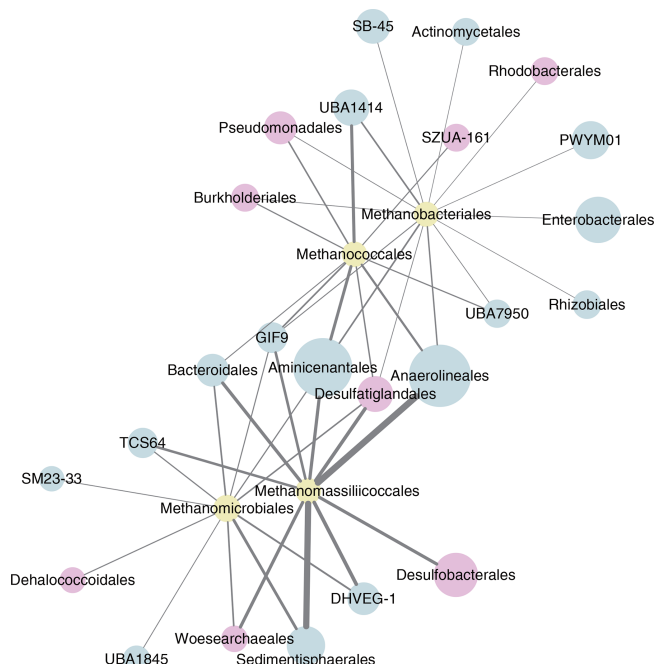 SB-45
Actinomycetales
Rhodobacterales
UBA1414
Pseudomonadales
SZUA-161
PWYM01
Burkholderiales
Methanobacteriales
Enterobacterales
Methanococcales
Rhizobiales
UBA7950
GIF9
Bacteroidales
Aminicenantales
Anaerolineales
Desulfatiglandales
TCS64
SM23-33
Methanomassiliicoccales
Methanomicrobiales
Dehalococcoidales
Desulfobacterales
DHVEG-1
Woesearchaeales
UBA1845
Sedimentisphaerales